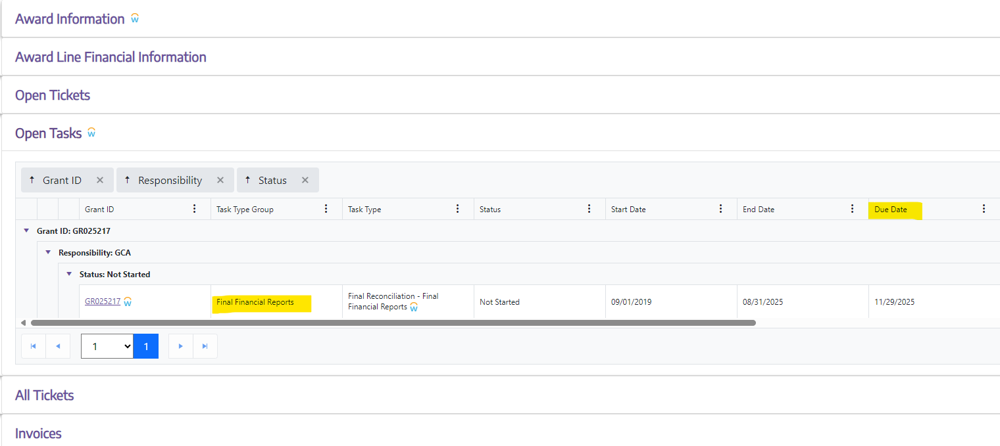 Award Information
Award Line Financial Information
Open Tickets
Open Tasks
↑ Grant ID × ↑ Responsibility × ↑ Status ×
Grant ID Task Type Group Task Type Status Start Date End Date Due Date
Grant ID: GR025217
Responsibility: GCA
Status: Not Started
GR025217 Final Financial Reports Final Reconciliation - Final Not Started 09/01/2019 08/31/2025 11/29/2025
Financial Reports
1 1
All Tickets
Invoices